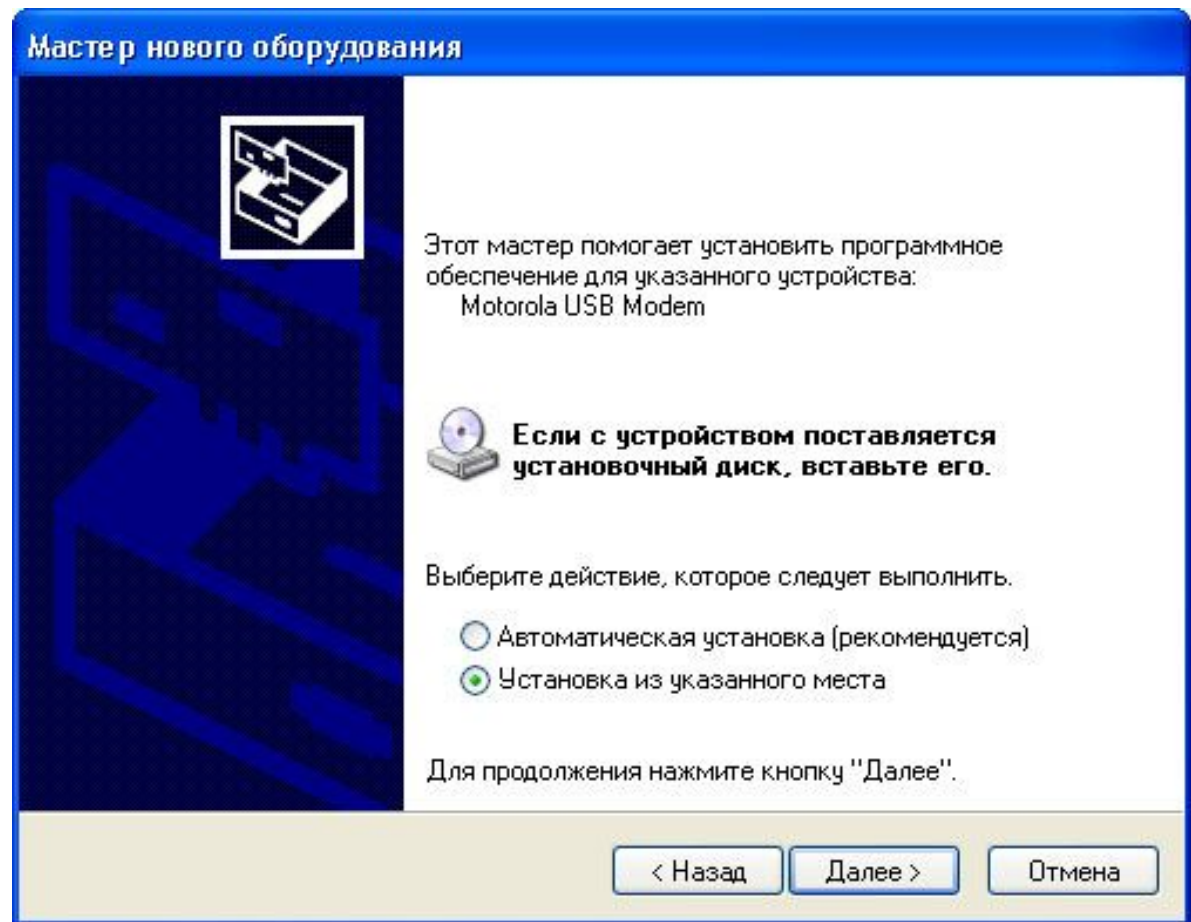 Мастер нового оборудования
Этот мастер помогает установить программное
обеспечение для указанного устройства:
Motorola USB Modem
Если с устройством поставляется
установочный диск, вставьте его.
Выберите действие, которое следует выполнить.
Автоматическая установка (рекомендуется)
Установка из указанного места
Для продолжения нажмите кнопку "Далее".
< Назад Далее > Отмена